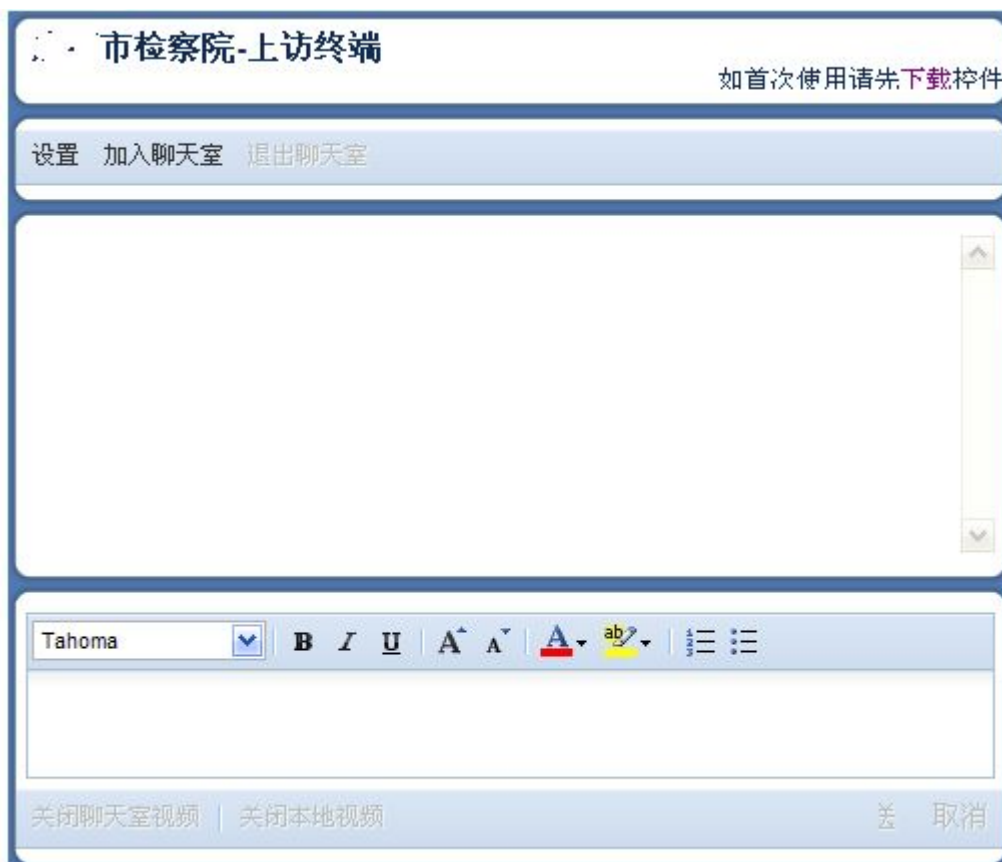 市检察院-上访终端
如首次使用请先下载控件
设置 加入聊天室 退出聊天室
Tahoma B I U A A A ab
关闭聊天室视频 | 关闭本地视频 取消